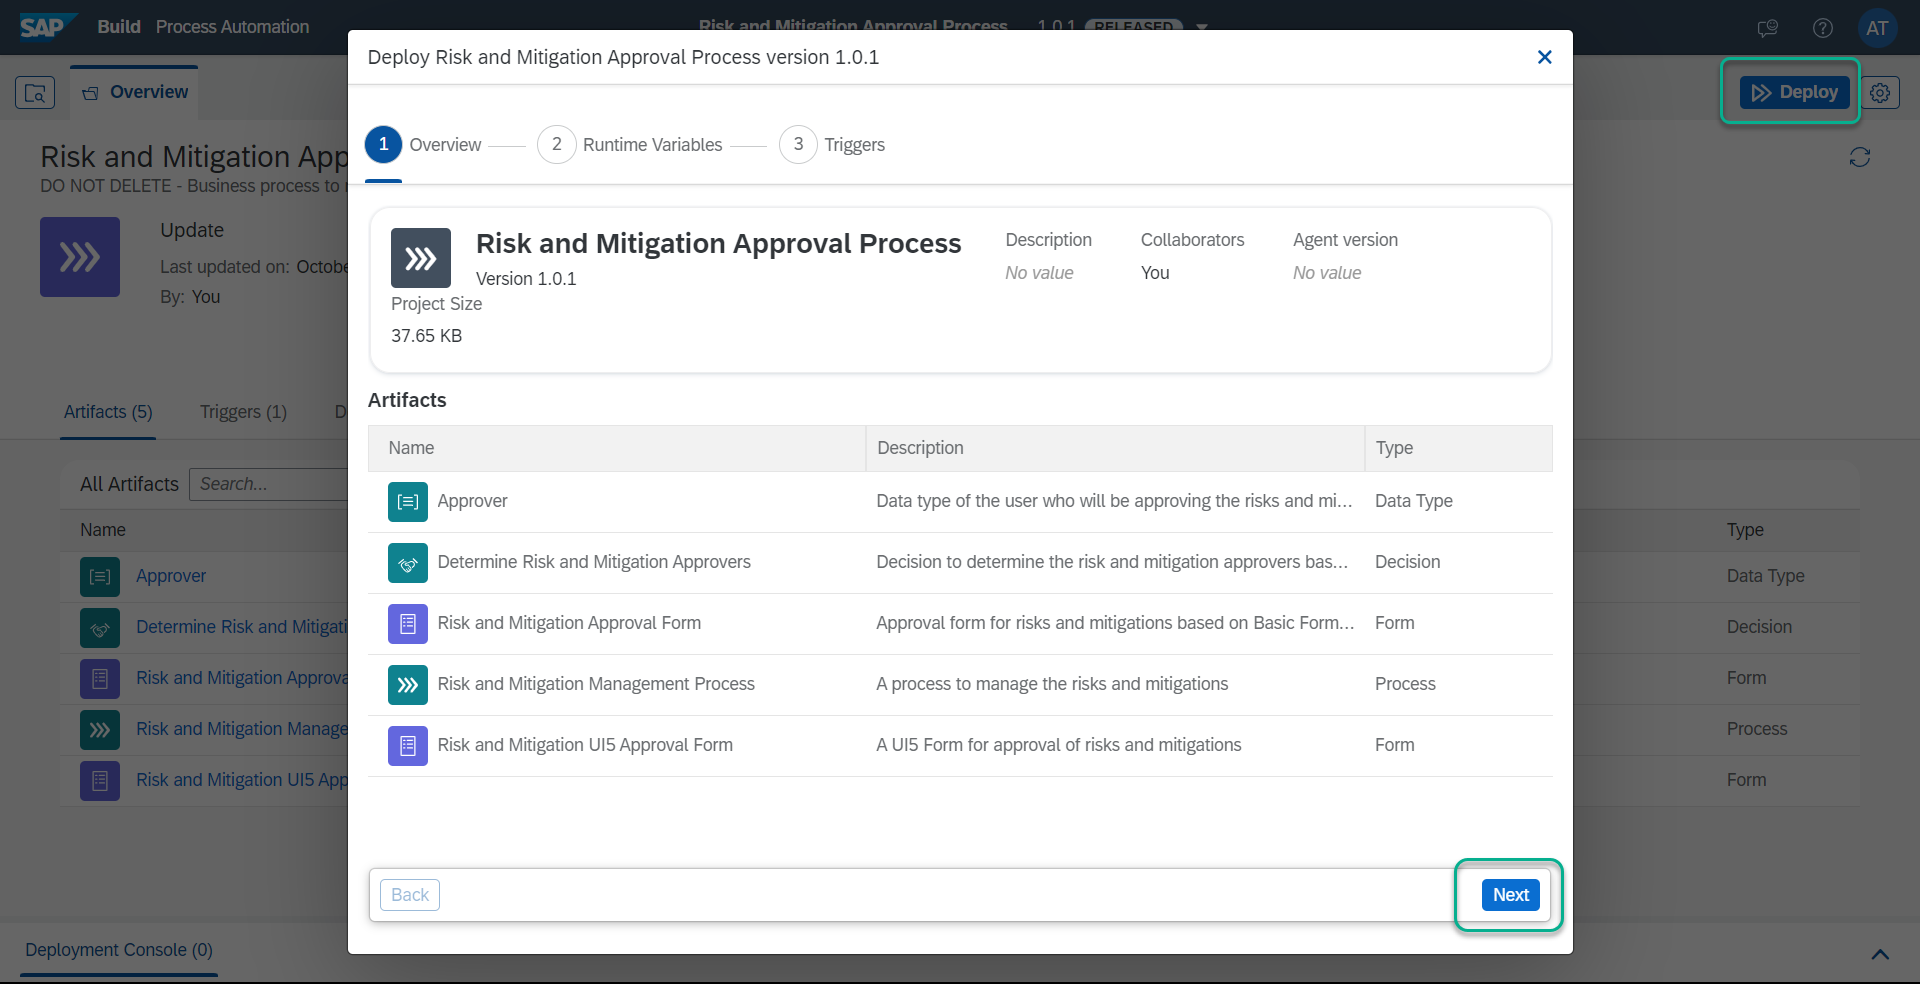 SAP Build Process Automation
Risk and Mitigation Approval Process 1.0.1 RELEASED
AT
Overview
Deploy
Risk and Mitigation App
DO NOT DELETE - Business process to
Update
Last updated on: Octobe
By: You
Artifacts (5) Triggers (1) D
All Artifacts Search...
Name Type
Approver Data Type
Determine Risk and Mitigati Decision
Risk and Mitigation Approva Form
Risk and Mitigation Manage Process
Risk and Mitigation UI5 App Form
Deployment Console (0)
Deploy Risk and Mitigation Approval Process version 1.0.1
1 Overview 2 Runtime Variables 3 Triggers
Risk and Mitigation Approval Process
Version 1.0.1
Project Size
37.65 KB
Description Collaborators Agent version
No value You No value
Artifacts
Name Description Type
Approver Data type of the user who will be approving the risks and mi... Data Type
Determine Risk and Mitigation Approvers Decision to determine the risk and mitigation approvers bas... Decision
Risk and Mitigation Approval Form Approval form for risks and mitigations based on Basic Form... Form
Risk and Mitigation Management Process A process to manage the risks and mitigations Process
Risk and Mitigation UI5 Approval Form A UI5 Form for approval of risks and mitigations Form
Back Next